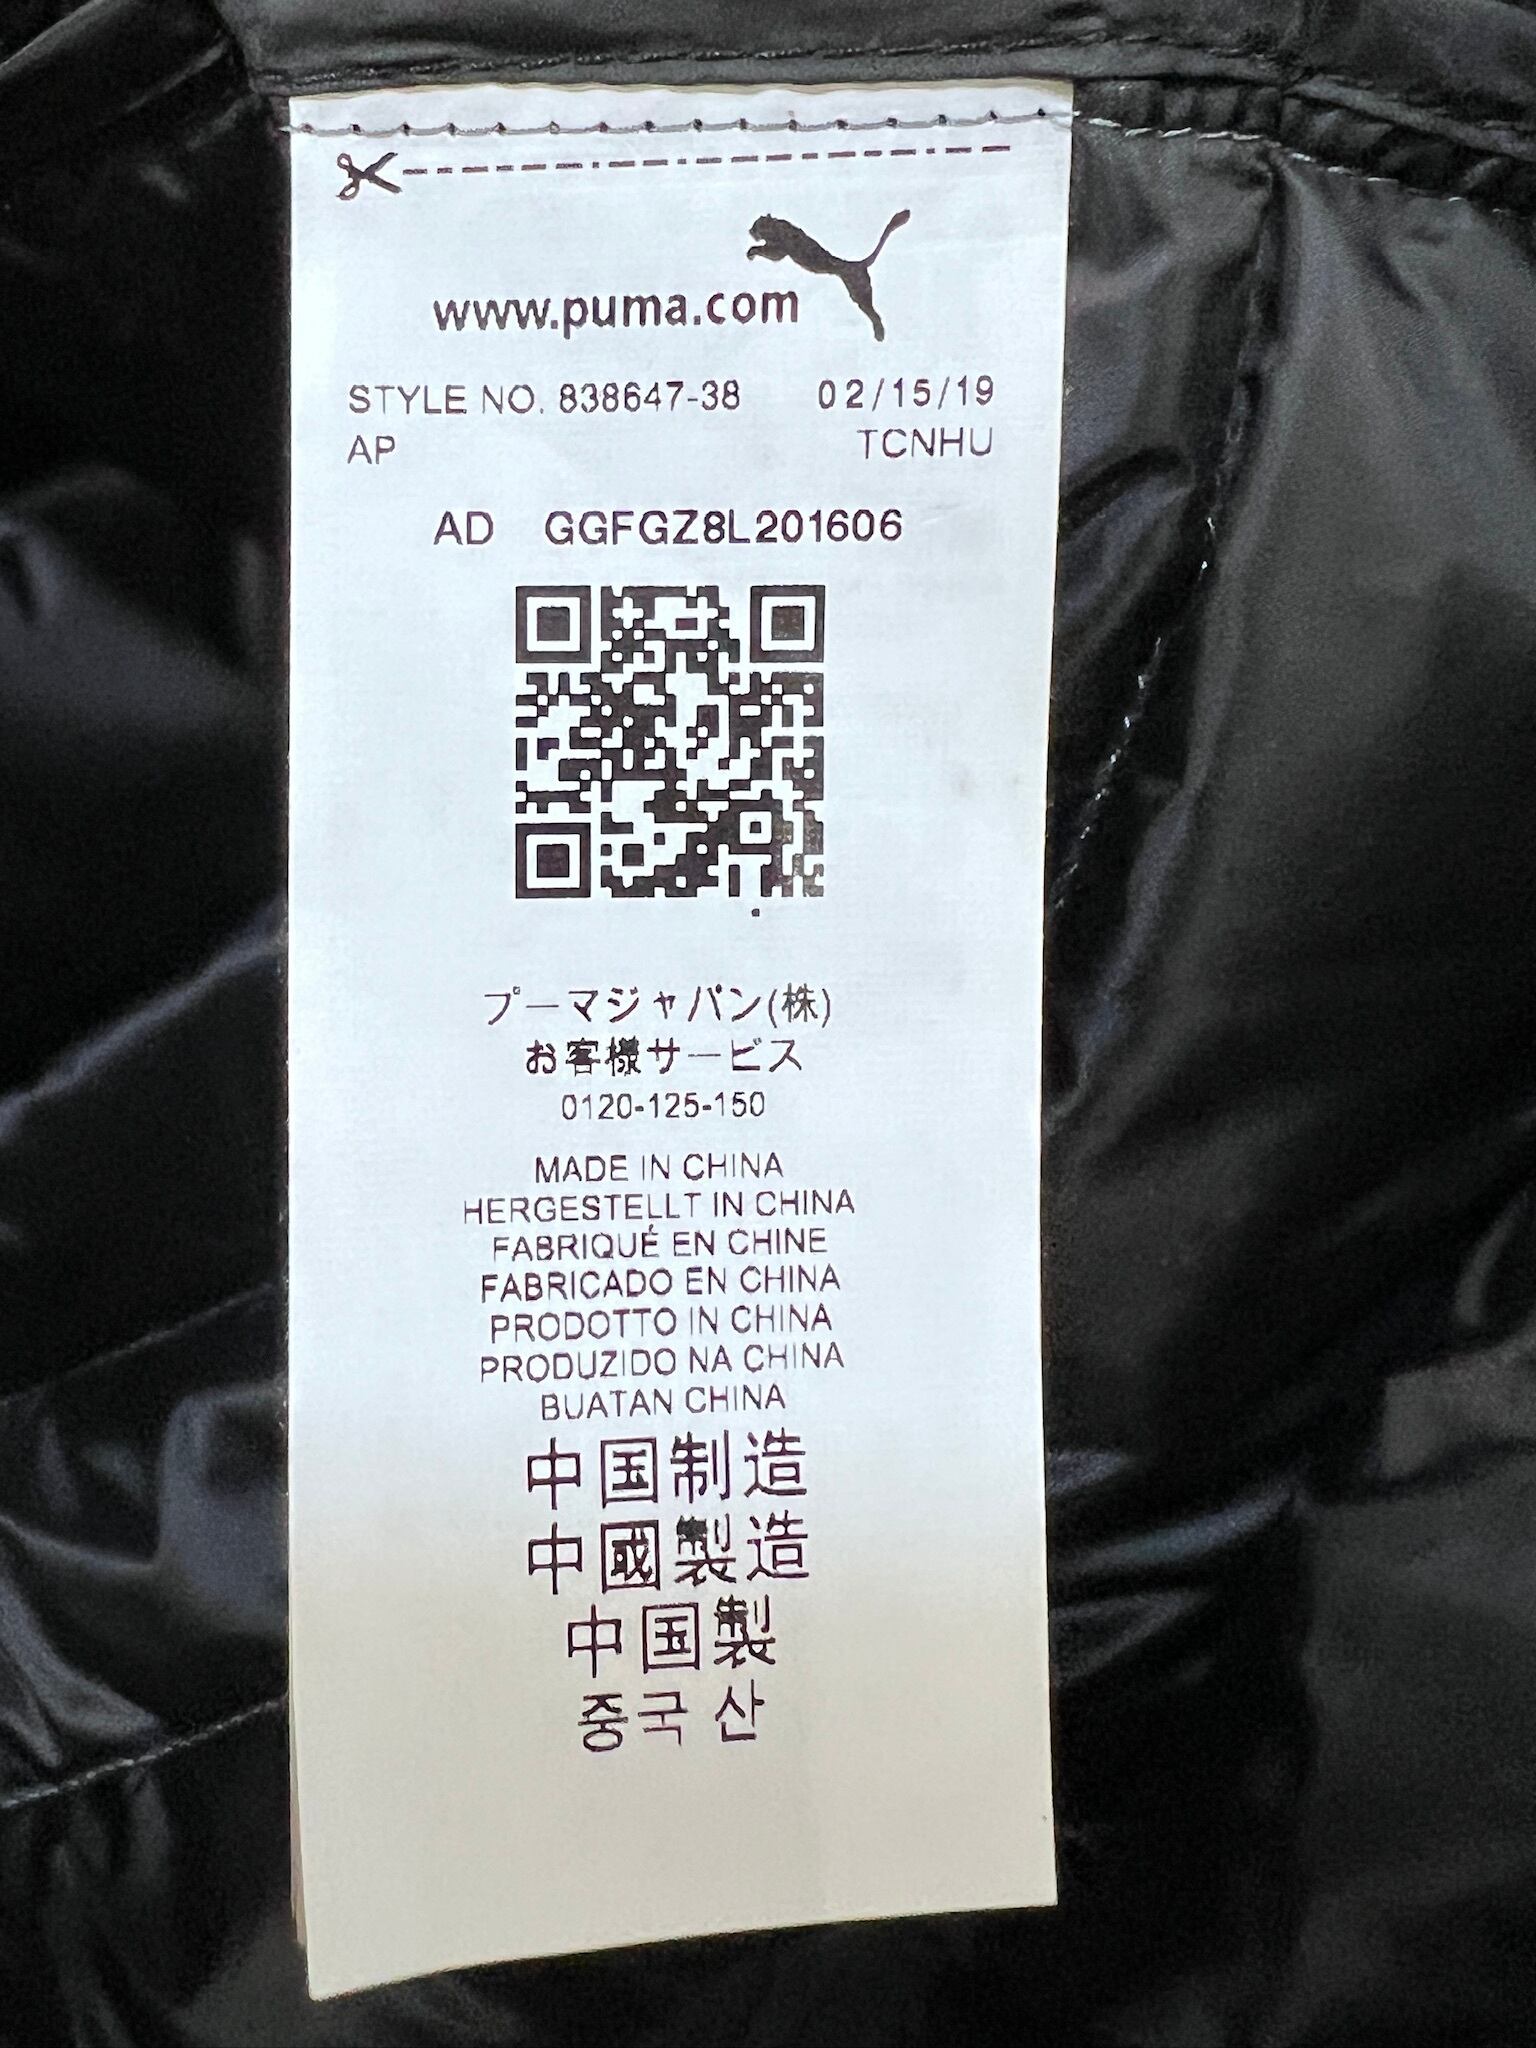 www.puma.com
STYLE NO. 838647-38 02/15/19
AP TCNHU
AD GGFGZ8L201606
プーマジャパン(株)
お客様サービス
0120-125-150
MADE IN CHINA
HERGESTELLT IN CHINA
FABRIQUÉ EN CHINE
FABRICADO EN CHINA
PRODOTTO IN CHINA
PRODUZIDO NA CHINA
BUATAN CHINA
中国制造
中國製造
中国製
중국산